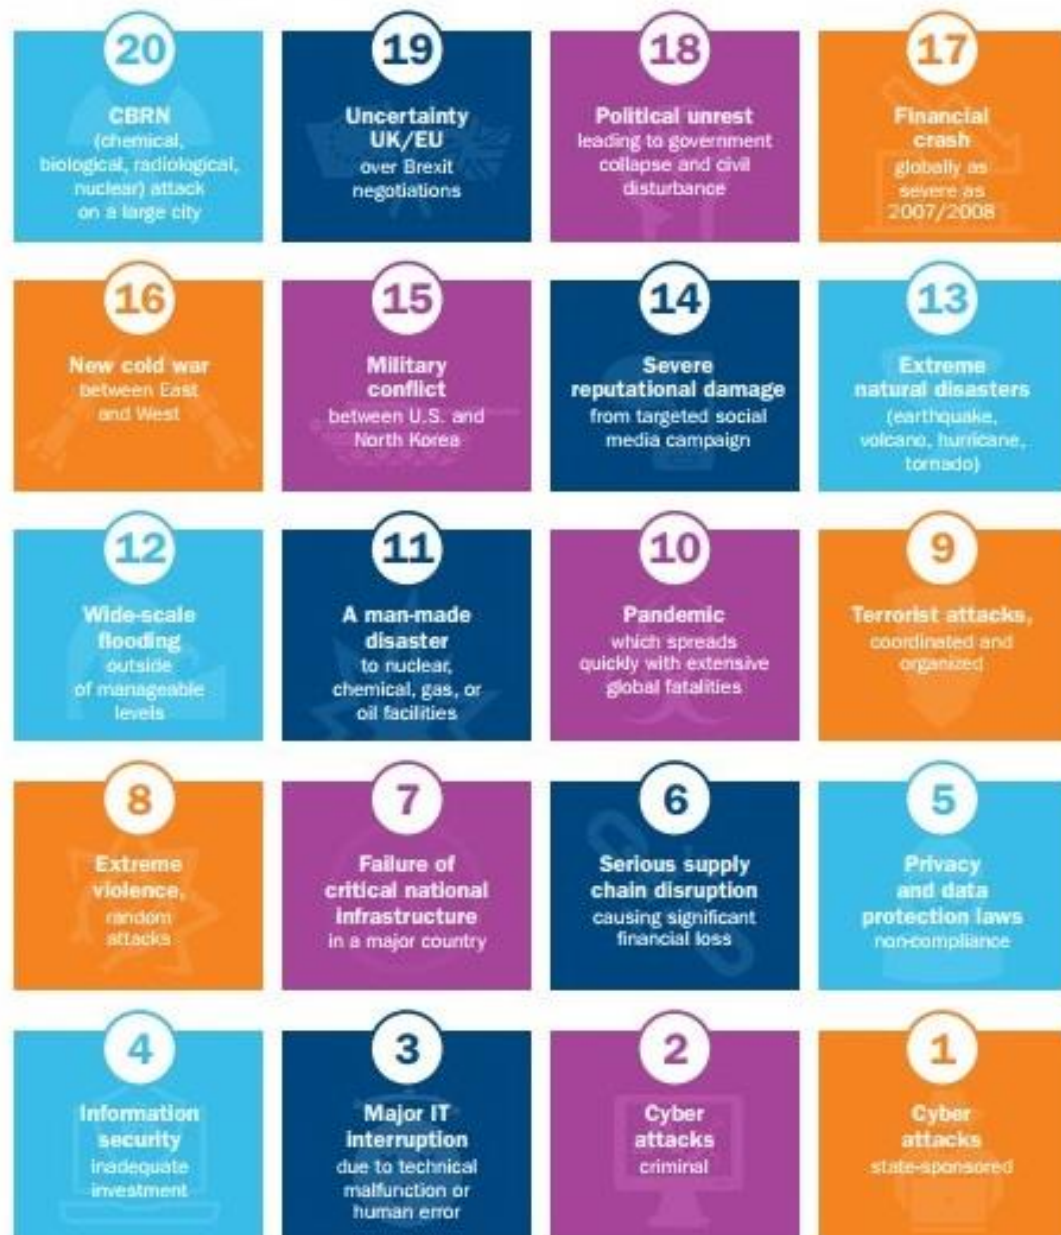 20
CBRN
(chemical,
biological, radiological,
nuclear) attack
on a large city
19
Uncertainty
UK/EU
over Brexit
negotiations
18
Political unrest
leading to government
collapse and civil
disturbance
17
Financial
crash
globally as
severe as
2007/2008
16
New cold war
between East
and West
15
Military
conflict
between U.S. and
North Korea
14
Severe
reputational damage
from targeted social
media campaign
13
Extreme
natural disasters
(earthquake,
volcano, hurricane,
tornado)
12
Wide-scale
flooding
outside
of manageable
levels
11
A man-made
disaster
to nuclear,
chemical, gas, or
oil facilities
10
Pandemic
which spreads
quickly with extensive
global fatalities
9
Terrorist attacks,
coordinated and
organized
8
Extreme
violence,
random
attacks
7
Failure of
critical national
infrastructure
in a major country
6
Serious supply
chain disruption
causing significant
financial loss
5
Privacy
and data
protection laws
non-compliance
4
Information
security
inadequate
investment
3
Major IT
interruption
due to technical
malfunction or
human error
2
Cyber
attacks
criminal
1
Cyber
attacks
state-sponsored